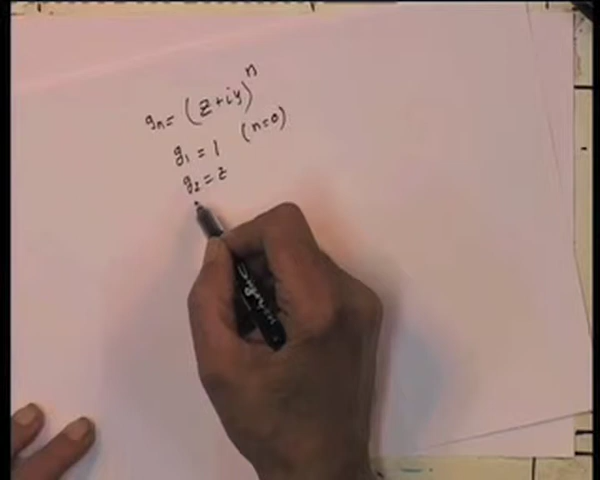 gₙ = (z+iy)ⁿ
g₁ = 1 (n=0)
g₂ = z